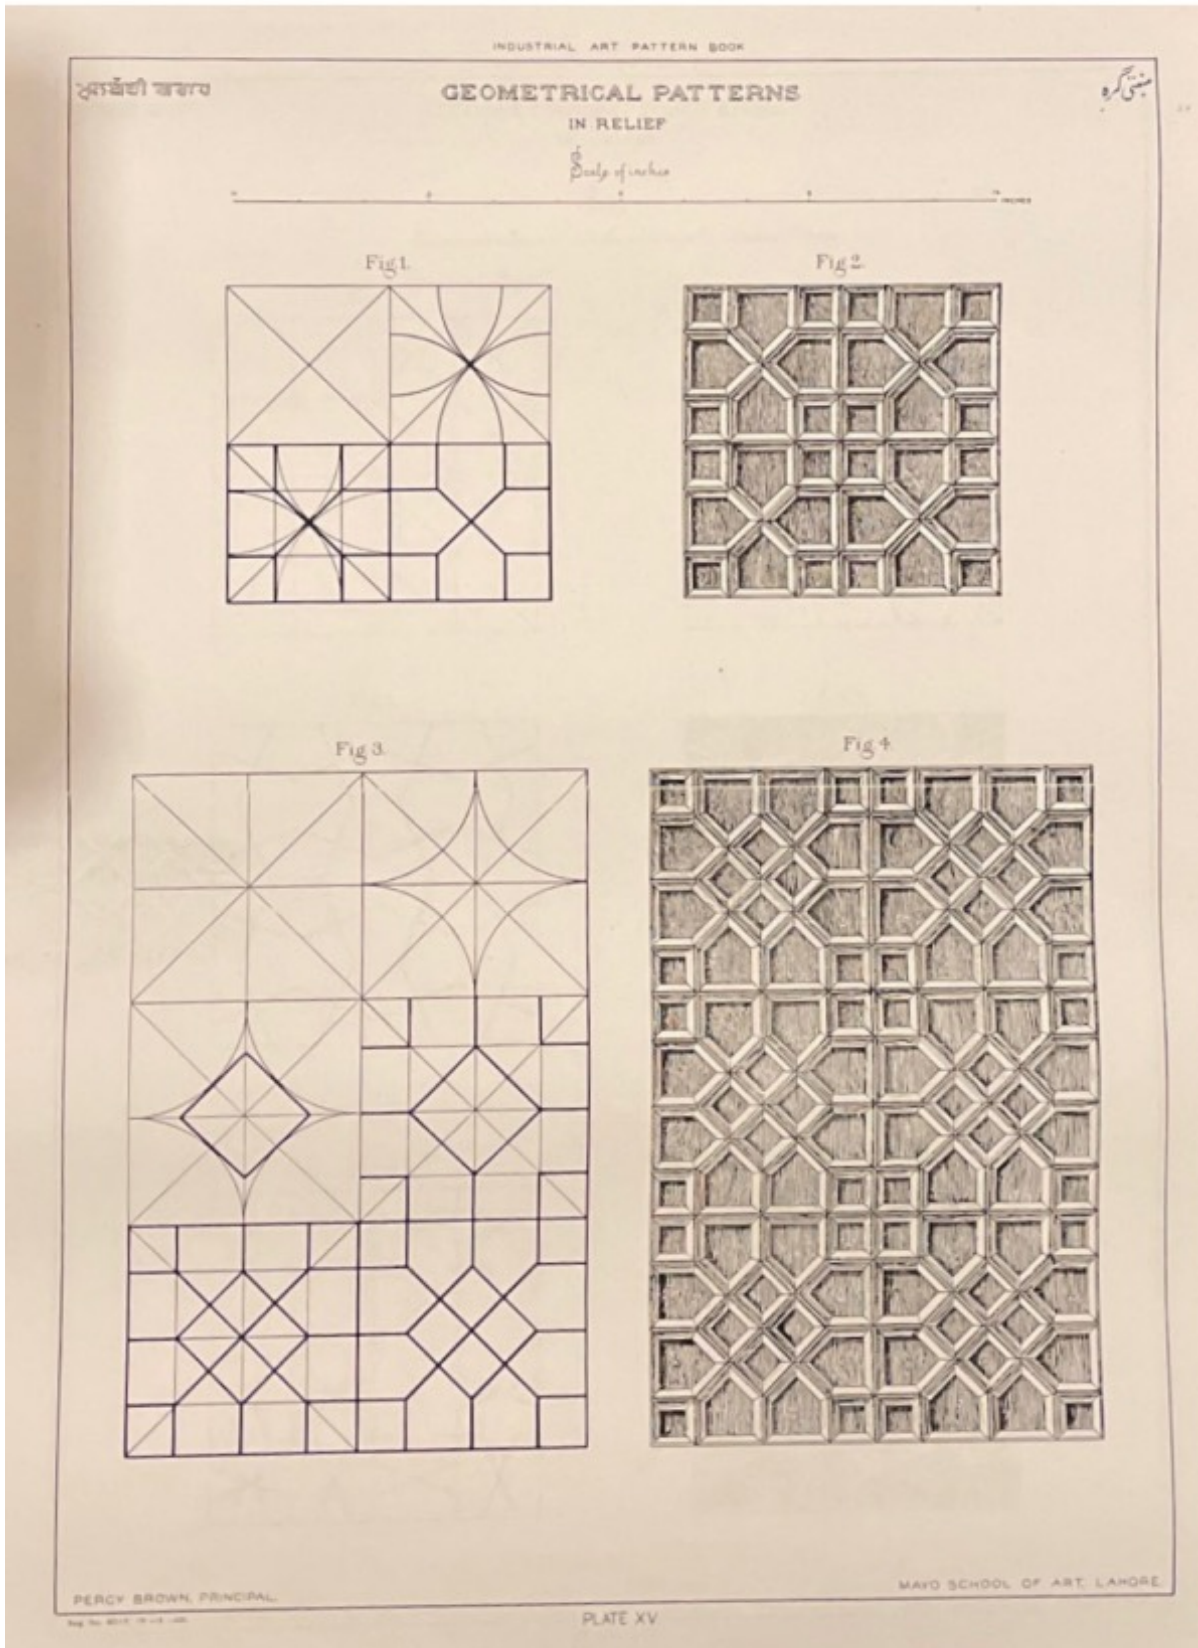 INDUSTRIAL ART PATTERN BOOK
GEOMETRICAL PATTERNS
IN RELIEF
Scale of inches
INCHES
Fig 1.
Fig 2.
Fig 3.
Fig 4.
PERCY BROWN, PRINCIPAL.
MAYO SCHOOL OF ART, LAHORE.
PLATE XV